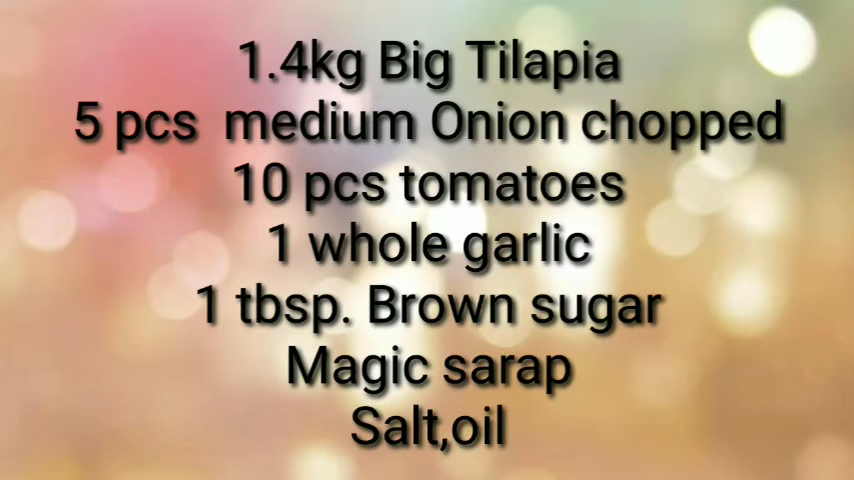 1.4kg Big Tilapia
5 pcs  medium Onion chopped
10 pcs tomatoes
1 whole garlic
1 tbsp. Brown sugar
Magic sarap
Salt,oil